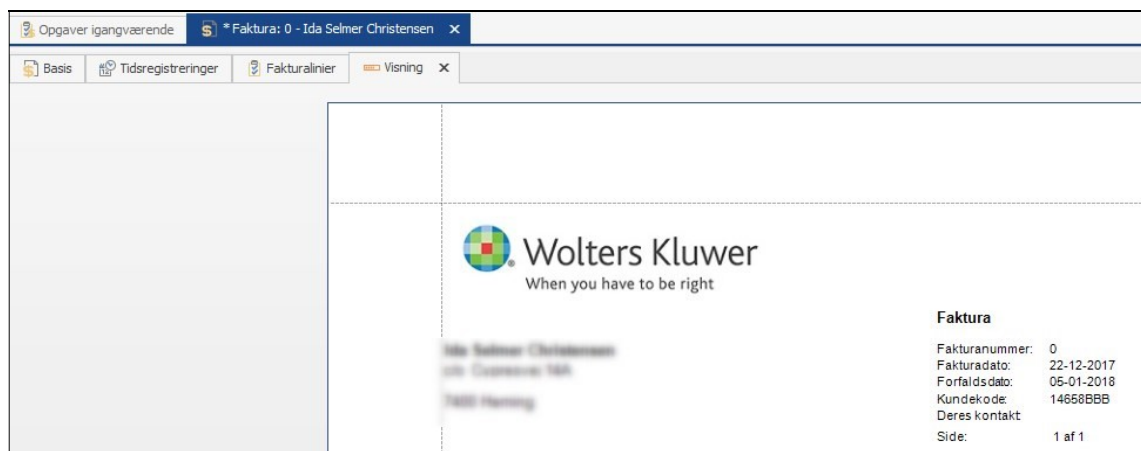 Opgaver igangværende * Faktura: 0 - Ida Selmer Christensen
Basis Tidsregistreringer Fakturalinier Visning
Wolters Kluwer
When you have to be right
Faktura
Fakturanummer: 0
Fakturadato: 22-12-2017
Forfaldsdato: 05-01-2018
Kundekode: 14658BBB
Deres kontakt
Side: 1 af 1